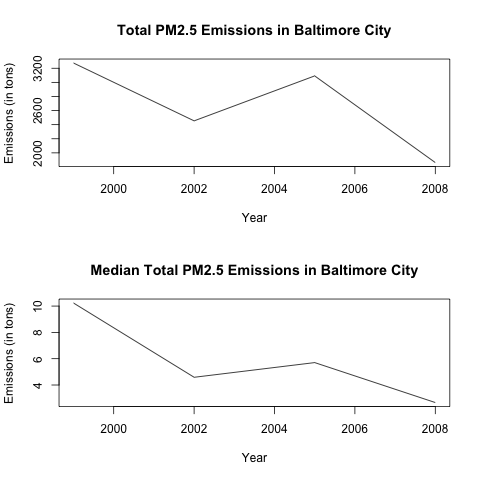 Total PM2.5 Emissions in Baltimore City
Emissions (in tons)
3200
2600
2000
2000 2002 2004 2006 2008
Year
Median Total PM2.5 Emissions in Baltimore City
Emissions (in tons)
10
8
6
4
2000 2002 2004 2006 2008
Year